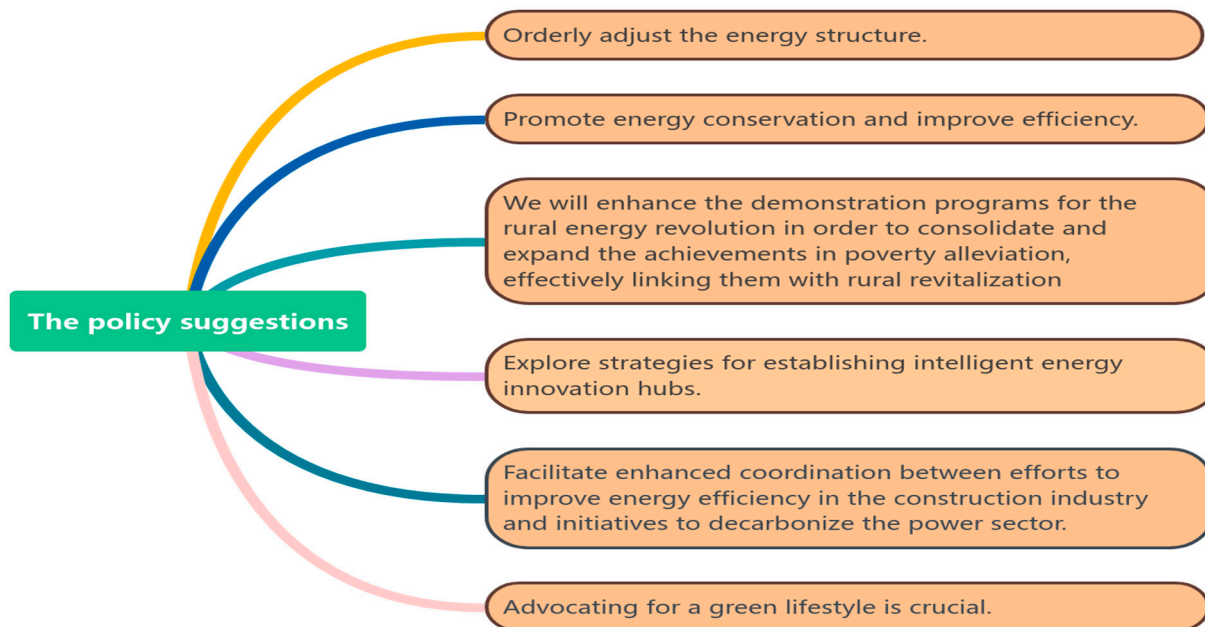 Orderly adjust the energy structure.
Promote energy conservation and improve efficiency.
We will enhance the demonstration programs for the
rural energy revolution in order to consolidate and
expand the achievements in poverty alleviation,
effectively linking them with rural revitalization
The policy suggestions
Explore strategies for establishing intelligent energy
innovation hubs.
Facilitate enhanced coordination between efforts to
improve energy efficiency in the construction industry
and initiatives to decarbonize the power sector.
Advocating for a green lifestyle is crucial.